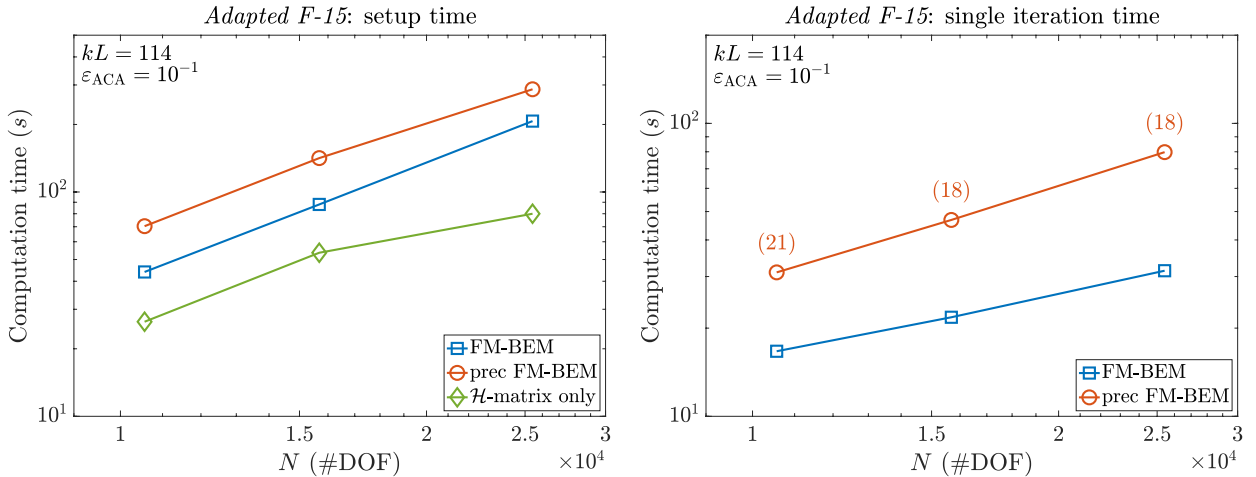 Adapted F-15: setup time
kL = 114
ε_ACA = 10^{-1}
Computation time (s)
10^2
10^1
FM-BEM
prec FM-BEM
ℋ-matrix only
1
1.5
2
2.5
3
×10^4
N (#DOF)
Adapted F-15: single iteration time
kL = 114
ε_ACA = 10^{-1}
Computation time (s)
10^2
10^1
(21)
(18)
(18)
FM-BEM
prec FM-BEM
1
1.5
2
2.5
3
×10^4
N (#DOF)